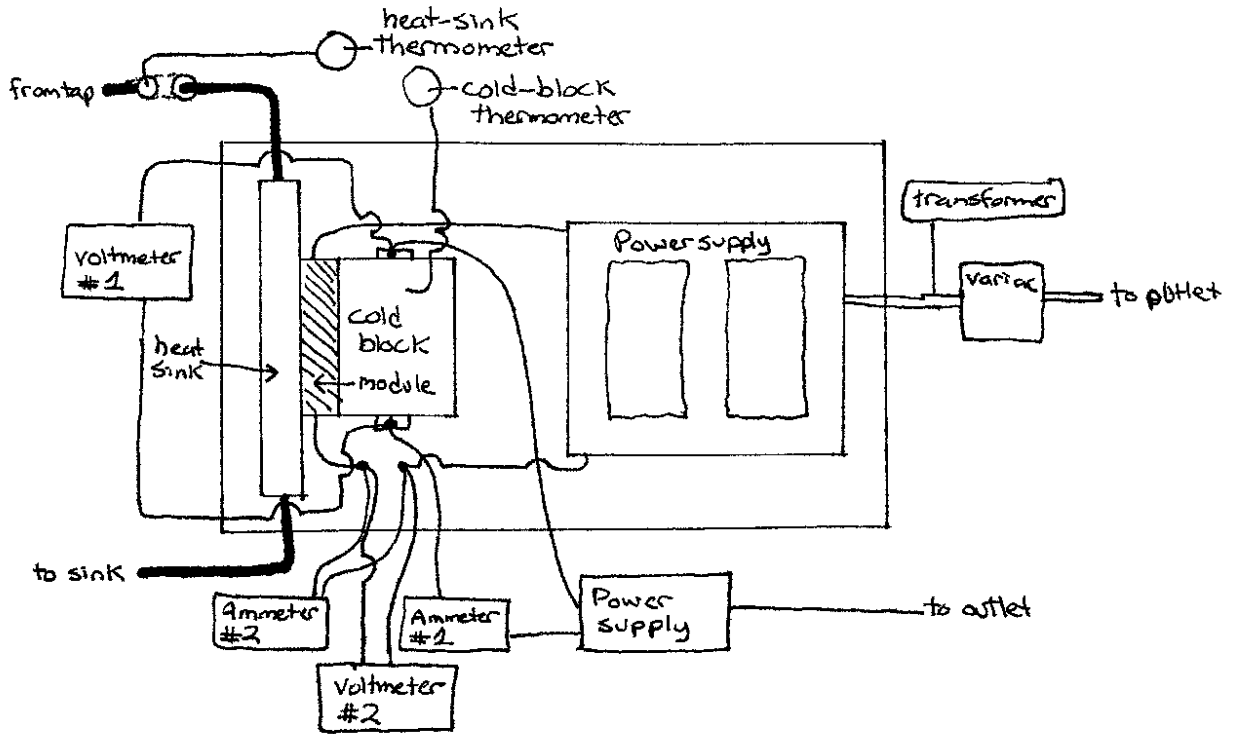 heat-sink
thermometer
from tap
cold-block
thermometer
transformer
voltmeter
#1
Power supply
variac
to outlet
cold
block
heat
sink
module
to sink
Ammeter
#2
Ammeter
#1
Power
supply
to outlet
Voltmeter
#2